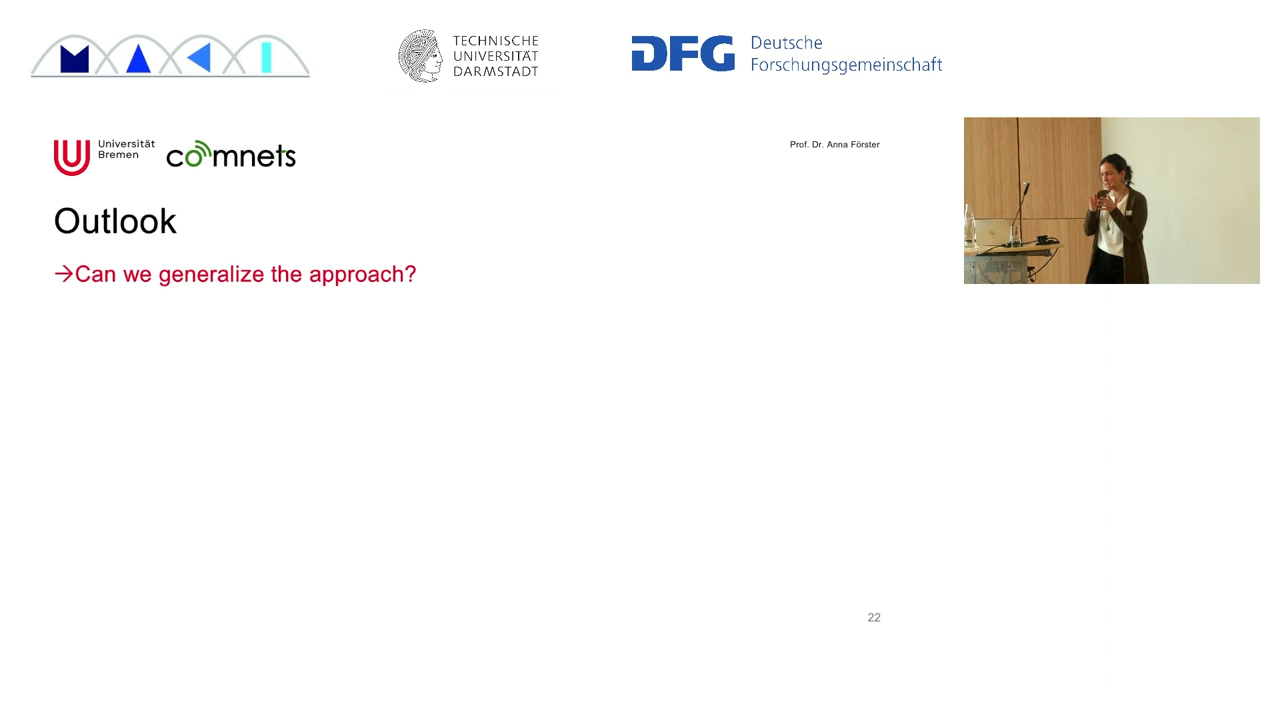 MAKI
TECHNISCHE
UNIVERSITÄT
DARMSTADT
DFG
Deutsche
Forschungsgemeinschaft
Universität
Bremen
comnets
Prof. Dr. Anna Förster
Outlook
→Can we generalize the approach?
22